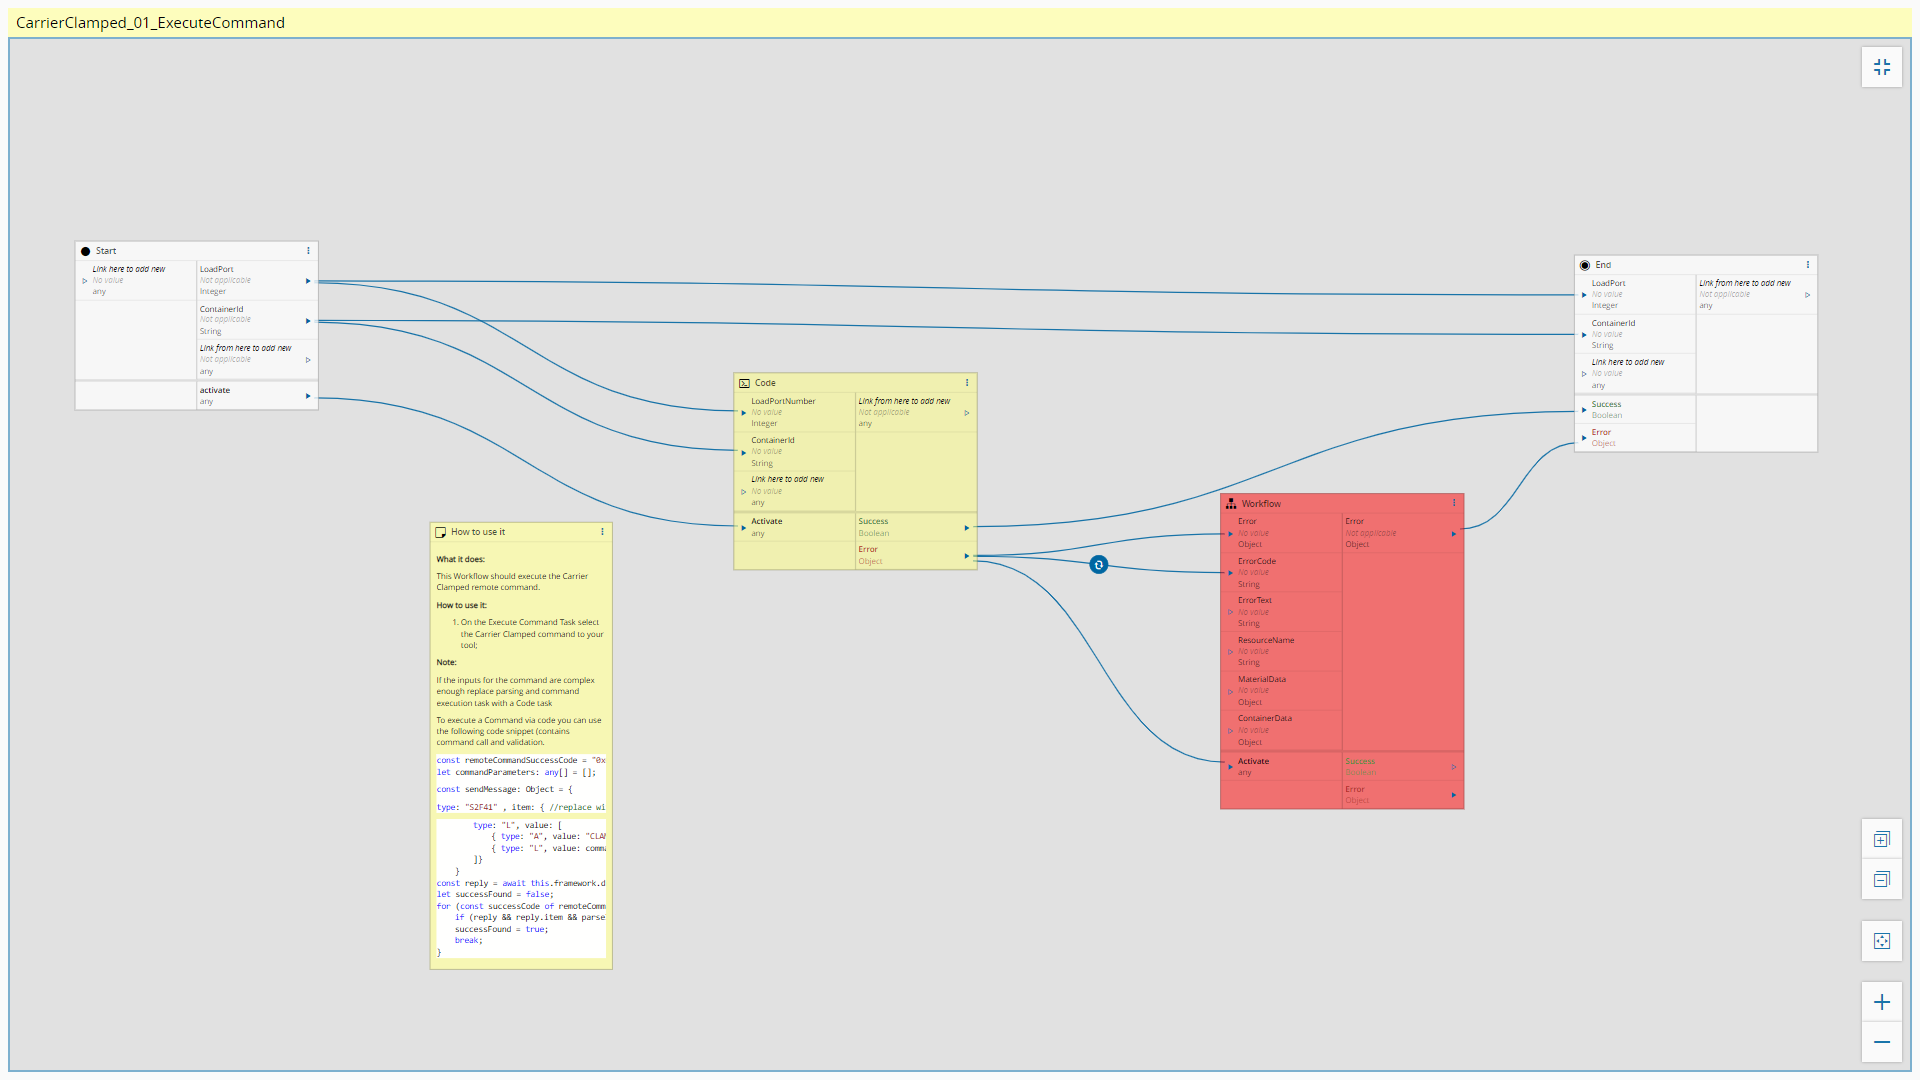 CarrierClamped_01_ExecuteCommand
Start
Link here to add new
No value
any
LoadPort
Not applicable
Integer
ContainerId
Not applicable
String
Link from here to add new
Not applicable
any
activate
any
How to use it
What it does:
This Workflow should execute the Carrier
Clamped remote command.
How to use it:
1. On the Execute Command Task select
the Carrier Clamped command to your
tool;
Note:
If the inputs for the command are complex
enough replace parsing and command
execution task with a Code task
To execute a Command via code you can use
the following code snippet (contains
command call and validation.
const remoteCommandSuccessCode = "0x
let commandParameters: any[] = [];
const sendMessage: Object = {
type: "S2F41" , item: { //replace wi
type: "L", value: [
{ type: "A", value: "CLAM
{ type: "L", value: comma
]}
}
const reply = await this.framework.d
let successFound = false;
for (const successCode of remoteComm
if (reply && reply.item && parse
successFound = true;
break;
}
Code
LoadPortNumber
No value
Integer
ContainerId
No value
String
Link here to add new
No value
any
Link from here to add new
Not applicable
any
Activate
any
Success
Boolean
Error
Object
Workflow
Error
No value
Object
ErrorCode
No value
String
ErrorText
No value
String
ResourceName
No value
String
MaterialData
No value
Object
ContainerData
No value
Object
Error
Not applicable
Object
Activate
any
Success
Boolean
Error
Object
End
LoadPort
No value
Integer
ContainerId
No value
String
Link here to add new
No value
any
Link from here to add new
Not applicable
any
Success
Boolean
Error
Object